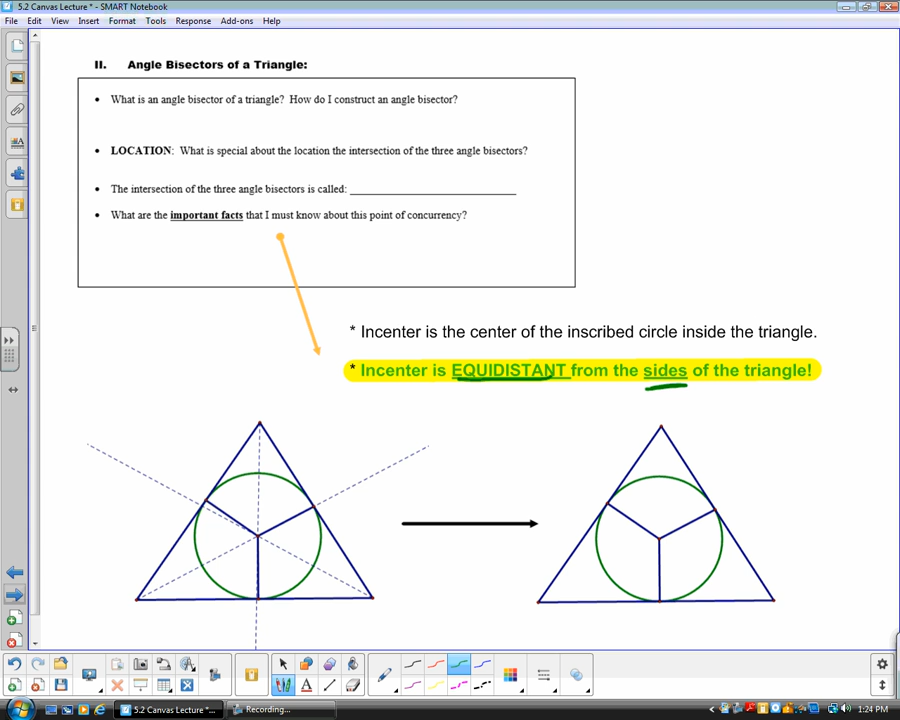 5.2 Canvas Lecture * - SMART Notebook
File Edit View Insert Format Tools Response Add-ons Help
II. Angle Bisectors of a Triangle:
• What is an angle bisector of a triangle? How do I construct an angle bisector?
• LOCATION: What is special about the location the intersection of the three angle bisectors?
• The intersection of the three angle bisectors is called: ____________________
• What are the important facts that I must know about this point of concurrency?
* Incenter is the center of the inscribed circle inside the triangle.
* Incenter is EQUIDISTANT from the sides of the triangle!
5.2 Canvas Lecture *... Recording... 1:24 PM